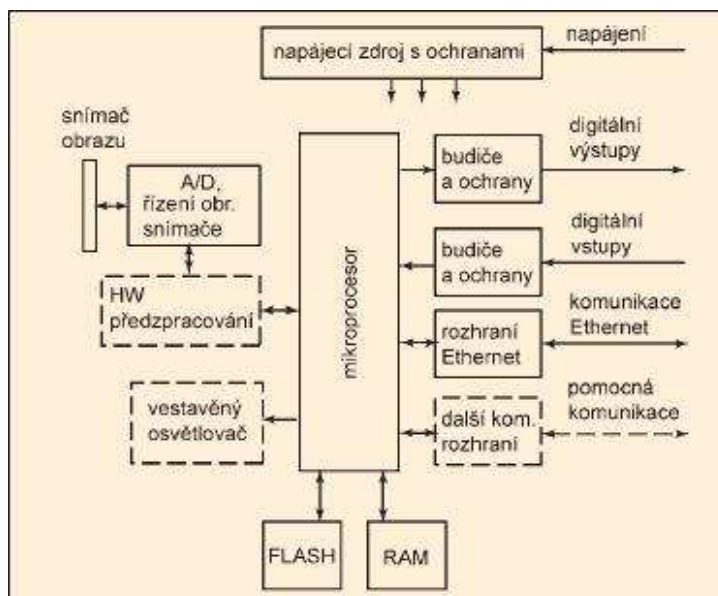 napájecí zdroj s ochranami
napájení
snímač
obrazu
A/D,
řízení obr.
snímače
HW
předzpracování
vestavěný
osvětlovač
mikroprocesor
budiče
a ochrany
digitální
výstupy
budiče
a ochrany
digitální
vstupy
rozhraní
Ethernet
komunikace
Ethernet
další kom.
rozhraní
pomocná
komunikace
FLASH
RAM